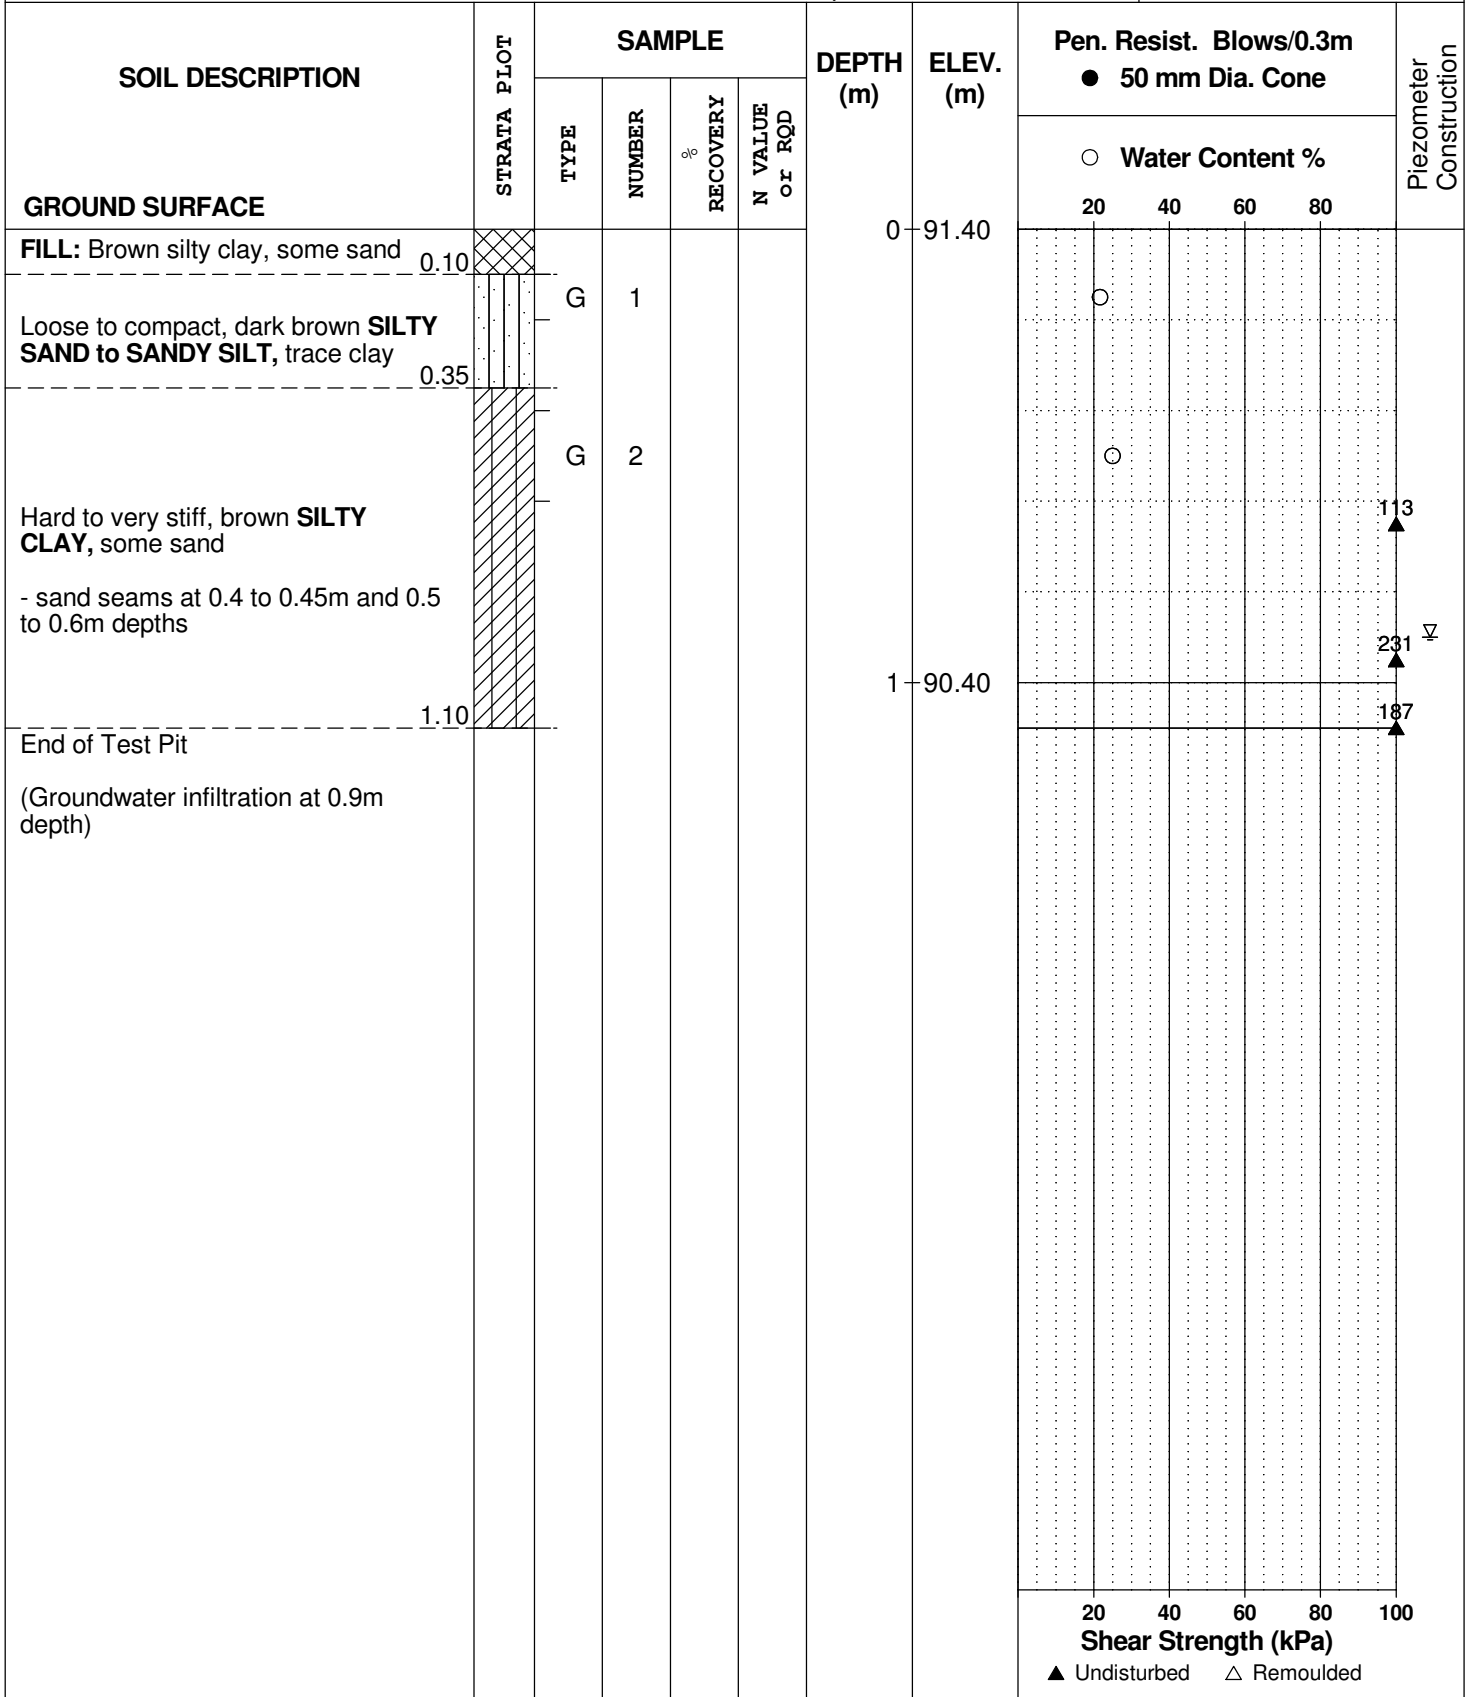 SOIL DESCRIPTION
GROUND SURFACE
STRATA PLOT
SAMPLE
TYPE
NUMBER
%
RECOVERY
N VALUE
or RQD
DEPTH
(m)
ELEV.
(m)
Pen. Resist. Blows/0.3m
● 50 mm Dia. Cone
○ Water Content %
20 40 60 80
Piezometer
Construction
0 91.40
FILL: Brown silty clay, some sand
0.10
G 1
Loose to compact, dark brown SILTY
SAND to SANDY SILT, trace clay
0.35
G 2
113
Hard to very stiff, brown SILTY
CLAY, some sand
- sand seams at 0.4 to 0.45m and 0.5
to 0.6m depths
231
1 90.40
1.10
187
End of Test Pit
(Groundwater infiltration at 0.9m
depth)
20 40 60 80 100
Shear Strength (kPa)
▲ Undisturbed △ Remoulded